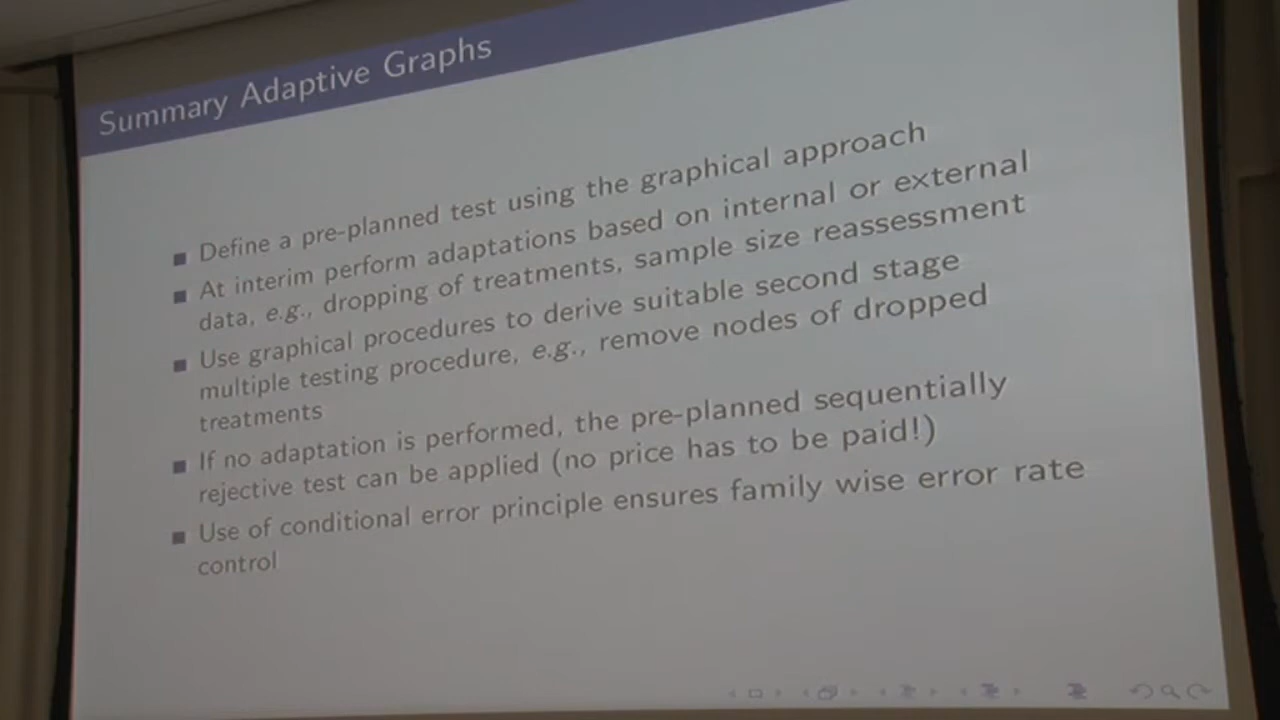 Summary Adaptive Graphs
Define a pre-planned test using the graphical approach
At interim perform adaptations based on internal or external
data, e.g., dropping of treatments, sample size reassessment
Use graphical procedures to derive suitable second stage
multiple testing procedure, e.g., remove nodes of dropped
treatments
If no adaptation is performed, the pre-planned sequentially
rejective test can be applied (no price has to be paid!)
Use of conditional error principle ensures family wise error rate
control